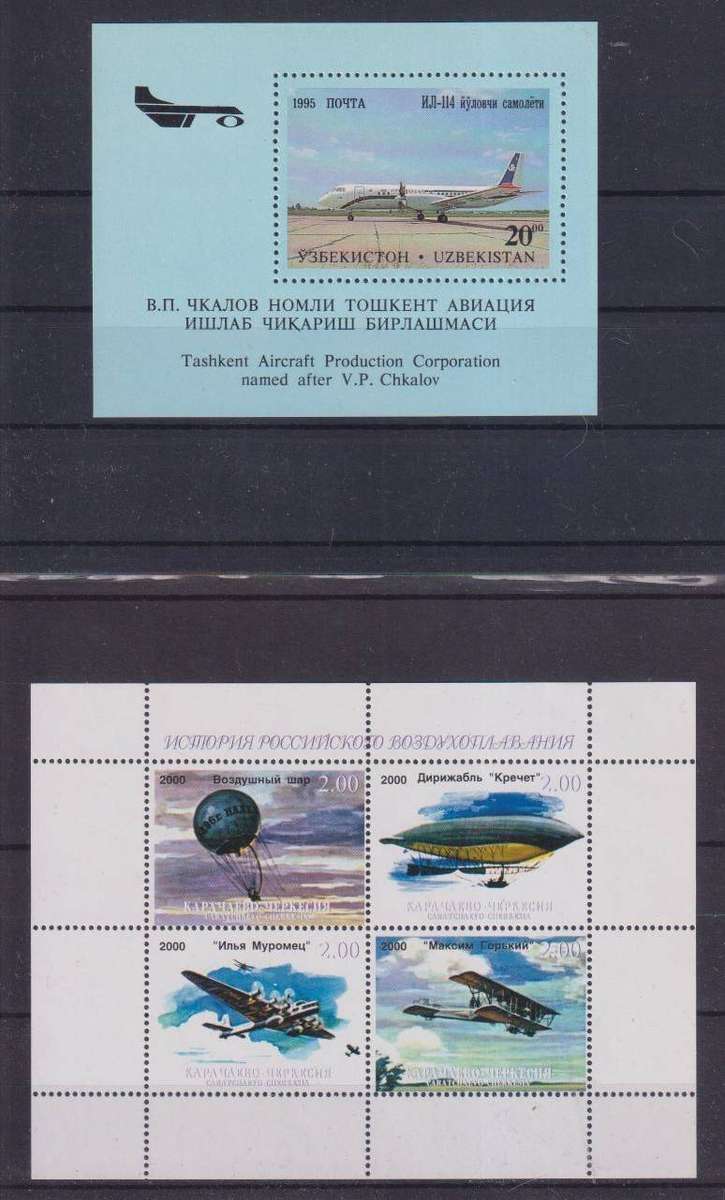 1995 ПОЧТА ИЛ-114 йўловчи самолёти
20.00
ЎЗБЕКИСТОН • UZBEKISTAN
В.П. ЧКАЛОВ НОМЛИ ТОШКЕНТ АВИАЦИЯ
ИШЛАБ ЧИҚАРИШ БИРЛАШМАСИ
Tashkent Aircraft Production Corporation
named after V.P. Chkalov
ИСТОРИЯ РОССИЙСКОГО ВОЗДУХОПЛАВАНИЯ
2000 Воздушный шар 2.00
КАРАЧАЕВО-ЧЕРКЕСИЯ
2000 Дирижабль "Кречет" 2.00
КАРАЧАЕВО-ЧЕРКЕСИЯ
2000 "Илья Муромец" 2.00
КАРАЧАЕВО-ЧЕРКЕСИЯ
2000 "Максим Горький" 2.00
КАРАЧАЕВО-ЧЕРКЕСИЯ